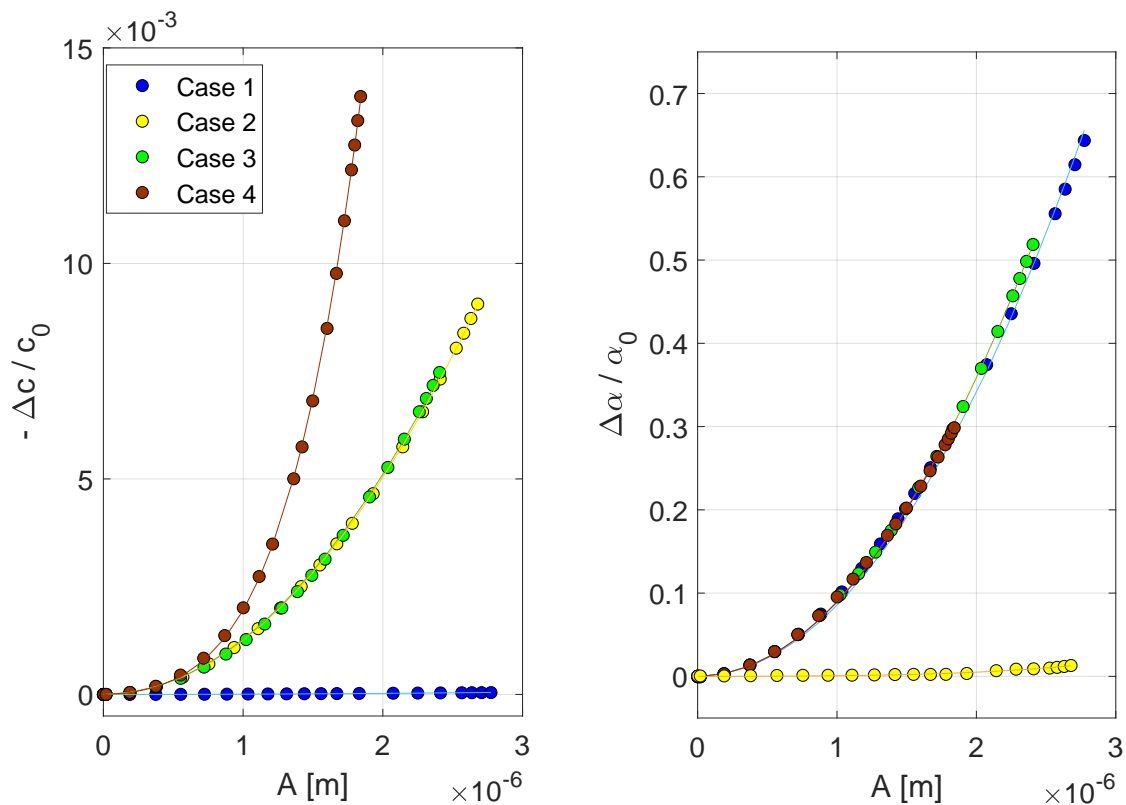 ×10⁻³
15
10
5
0
- Δc / c₀
Case 1
Case 2
Case 3
Case 4
0 1 2 3
A [m]
×10⁻⁶
0.7
0.6
0.5
0.4
0.3
0.2
0.1
0
Δα / α₀
0 1 2 3
A [m]
×10⁻⁶